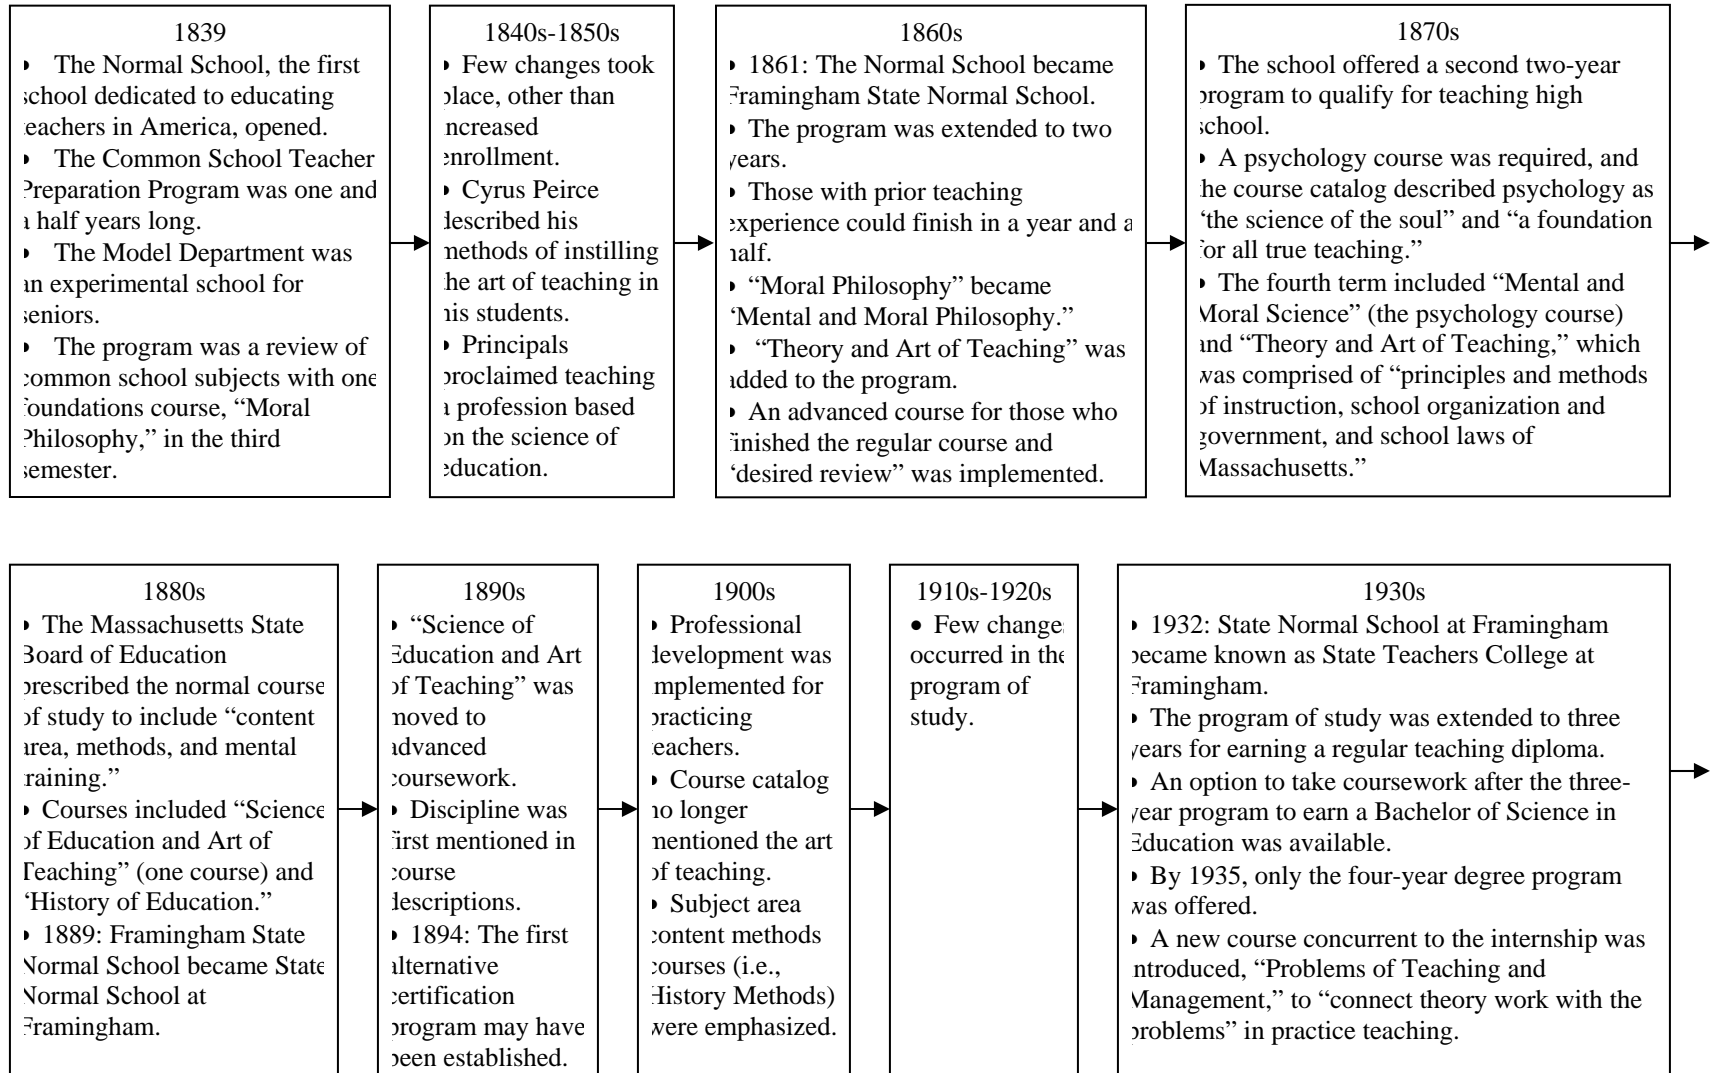 1839
• The Normal School, the first
school dedicated to educating
teachers in America, opened.
• The Common School Teacher
Preparation Program was one and
a half years long.
• The Model Department was
an experimental school for
seniors.
• The program was a review of
common school subjects with one
foundations course, “Moral
Philosophy,” in the third
semester.
1840s-1850s
• Few changes took
place, other than
increased
enrollment.
• Cyrus Peirce
described his
methods of instilling
the art of teaching in
his students.
• Principals
proclaimed teaching
a profession based
on the science of
education.
1860s
• 1861: The Normal School became
Framingham State Normal School.
• The program was extended to two
years.
• Those with prior teaching
experience could finish in a year and a
half.
• “Moral Philosophy” became
“Mental and Moral Philosophy.”
• “Theory and Art of Teaching” was
added to the program.
• An advanced course for those who
finished the regular course and
“desired review” was implemented.
1870s
• The school offered a second two-year
program to qualify for teaching high
school.
• A psychology course was required, and
the course catalog described psychology as
“the science of the soul” and “a foundation
for all true teaching.”
• The fourth term included “Mental and
Moral Science” (the psychology course)
and “Theory and Art of Teaching,” which
was comprised of “principles and methods
of instruction, school organization and
government, and school laws of
Massachusetts.”
1880s
• The Massachusetts State
Board of Education
prescribed the normal course
of study to include “content
area, methods, and mental
training.”
• Courses included “Science
of Education and Art of
Teaching” (one course) and
“History of Education.”
• 1889: Framingham State
Normal School became State
Normal School at
Framingham.
1890s
• “Science of
Education and Art
of Teaching” was
moved to
advanced
coursework.
• Discipline was
first mentioned in
course
descriptions.
• 1894: The first
alternative
certification
program may have
been established.
1900s
• Professional
development was
implemented for
practicing
teachers.
• Course catalog
no longer
mentioned the art
of teaching.
• Subject area
content methods
courses (i.e.,
History Methods)
were emphasized.
1910s-1920s
• Few changes
occurred in the
program of
study.
1930s
• 1932: State Normal School at Framingham
became known as State Teachers College at
Framingham.
• The program of study was extended to three
years for earning a regular teaching diploma.
• An option to take coursework after the three-
year program to earn a Bachelor of Science in
Education was available.
• By 1935, only the four-year degree program
was offered.
• A new course concurrent to the internship was
introduced, “Problems of Teaching and
Management,” to “connect theory work with the
problems” in practice teaching.